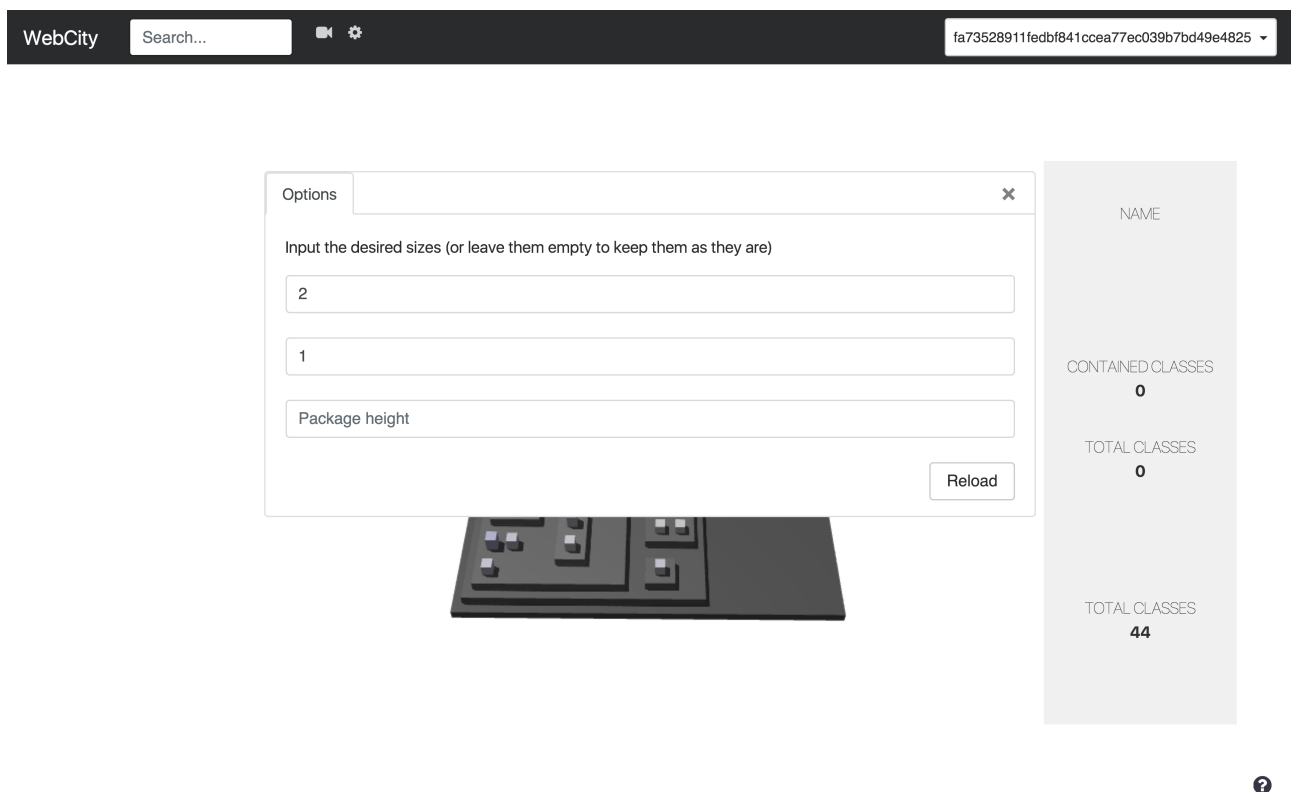 WebCity
Search...
fa73528911fedbf841ccea77ec039b7bd49e4825
Options
Input the desired sizes (or leave them empty to keep them as they are)
2
1
Package height
Reload
NAME
CONTAINED CLASSES
0
TOTAL CLASSES
0
TOTAL CLASSES
44